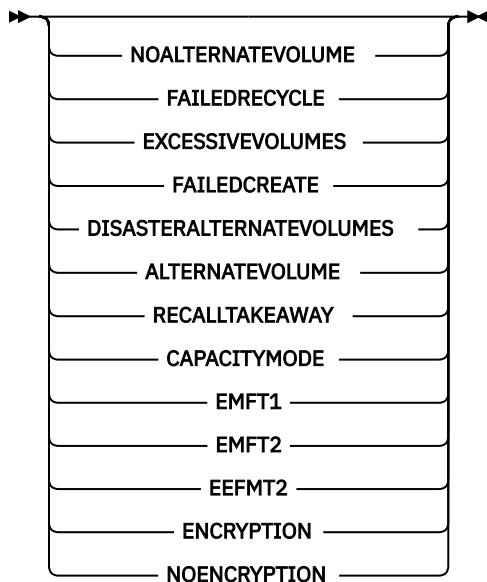 NOALTERNATEVOLUME
FAILEDRECYCLE
EXCESSIVEVOLUMES
FAILEDCREATE
DISASTERALTERNATEVOLUMES
ALTERNATEVOLUME
RECALLTAKEAWAY
CAPACITYMODE
EMFT1
EMFT2
EEFMT2
ENCRYPTION
NOENCRYPTION